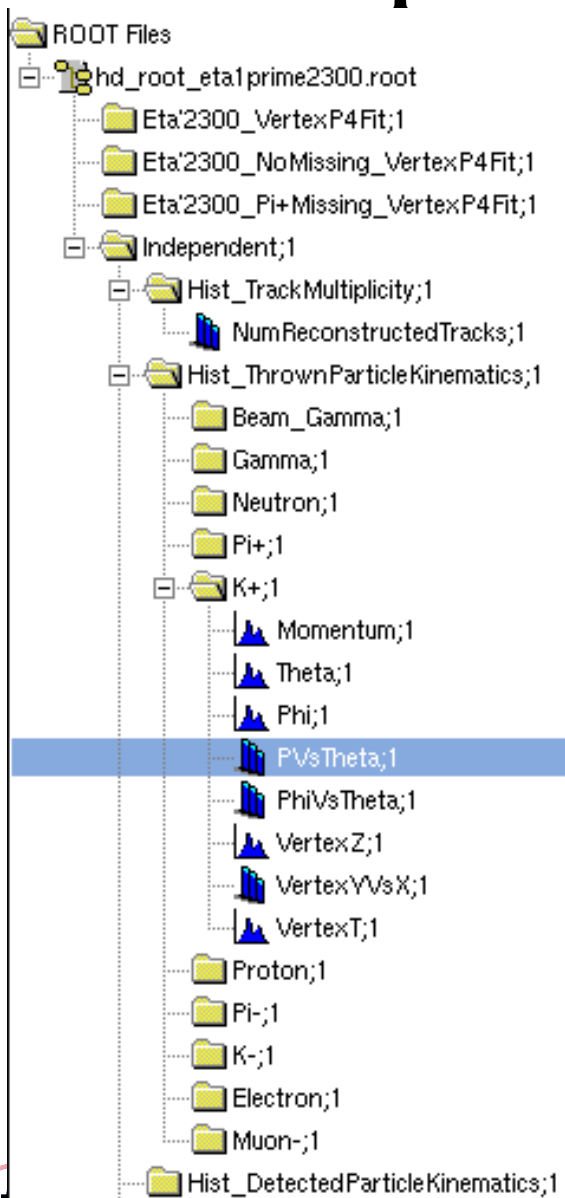 ROOT Files
hd_root_eta1prime2300.root
Eta'2300_VertexP4Fit;1
Eta'2300_NoMissing_VertexP4Fit;1
Eta'2300_Pi+Missing_VertexP4Fit;1
Independent;1
Hist_TrackMultiplicity;1
NumReconstructedTracks;1
Hist_ThrownParticleKinematics;1
Beam_Gamma;1
Gamma;1
Neutron;1
Pi+;1
K+;1
Momentum;1
Theta;1
Phi;1
PVsTheta;1
PhiVsTheta;1
VertexZ;1
VertexYVsX;1
VertexT;1
Proton;1
Pi-;1
K-;1
Electron;1
Muon-;1
Hist_DetectedParticleKinematics;1